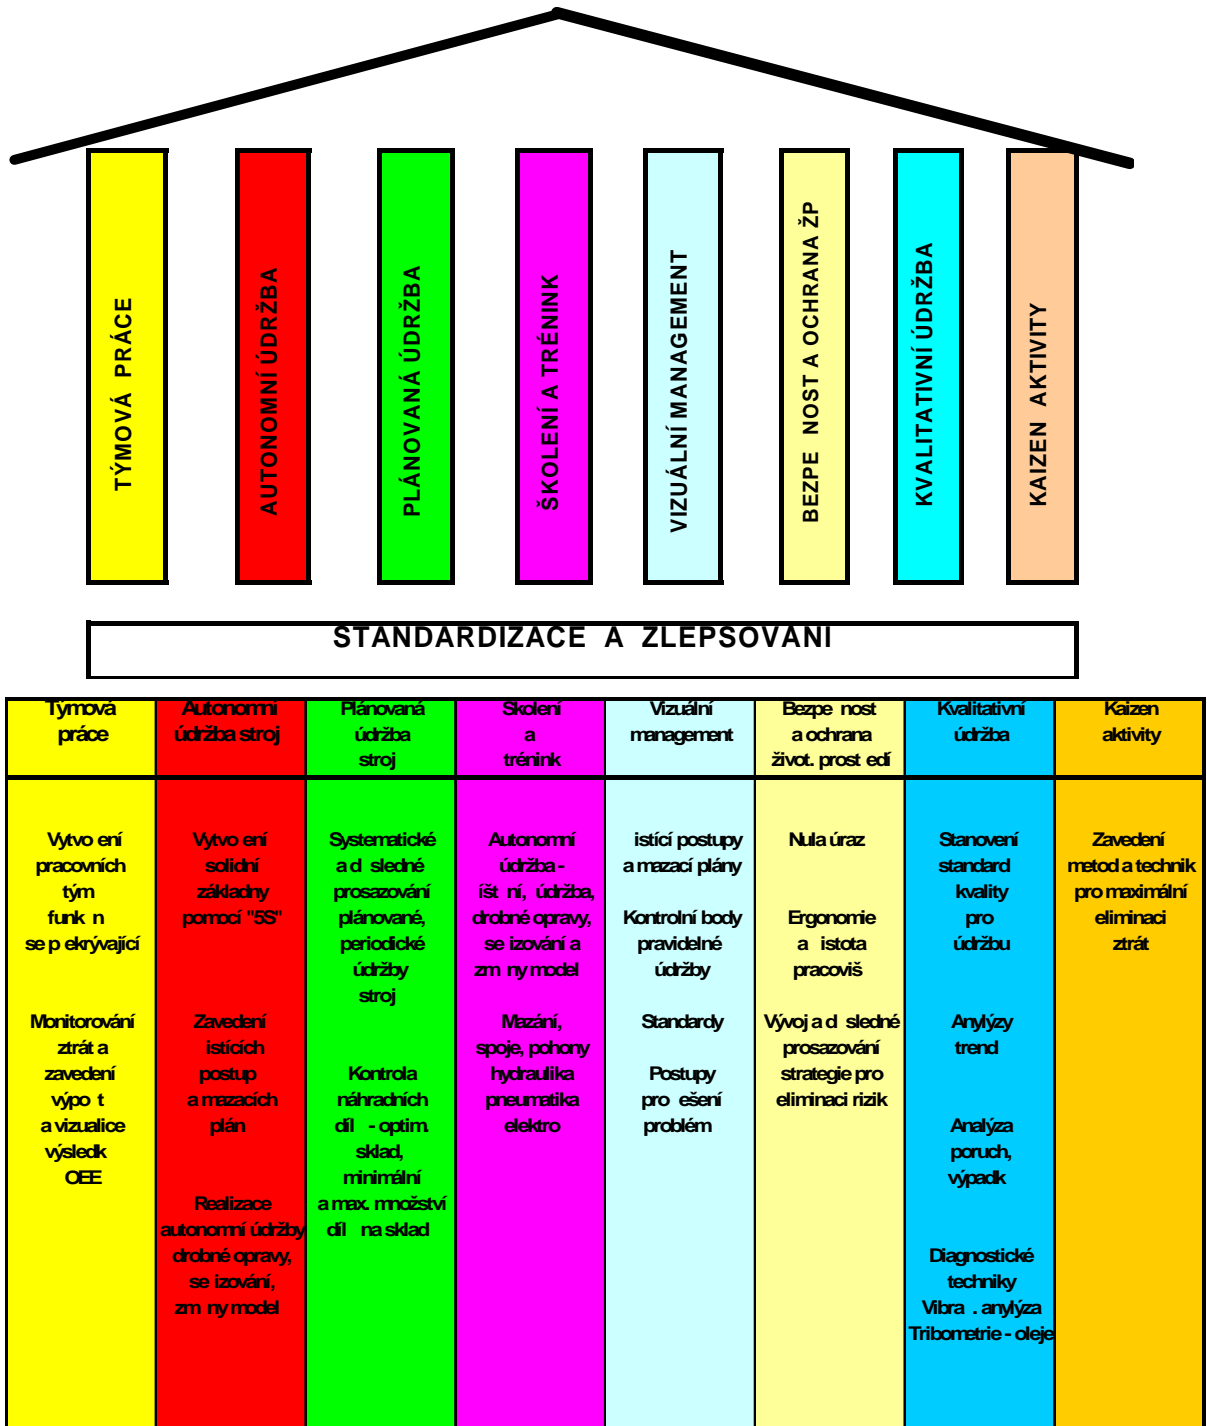 TÝMOVÁ PRÁCE
AUTONOMNÍ ÚDRŽBA
PLÁNOVANÁ ÚDRŽBA
ŠKOLENÍ A TRÉNINK
VIZUÁLNÍ MANAGEMENT
BEZPE NOST A OCHRANA ŽP
KVALITATIVNÍ ÚDRŽBA
KAIZEN AKTIVITY
STANDARDIZACE A ZLEPSOVANI
Týmová
práce
Autonomní
údržba stroj
Plánovaná
údržba
stroj
Skolení
a
trénink
Vizuální
management
Bezpe nost
a ochrana
život. prost edí
Kvalitativní
údržba
Kaizen
aktivity
Vytvo ení
pracovních
tým
funk n
se p ekrývající
Monitorování
ztrát a
zavedení
výpo t
a vizualice
výsledk
OEE
Vytvo ení
solidní
základny
pomocí "5S"
Zavedení
istících
postup
a mazacích
plán
Realizace
autonomní údržby
drobné opravy,
se izování,
zm ny model
Systematické
a d sledné
prosazování
plánované,
periodické
údržby
stroj
Kontrola
náhradních
díl - optim.
sklad,
minimální
a max. množství
díl na sklad
Autonomní
údržba -
íšt ní, údržba,
drobné opravy,
se izování a
zm ny model
Mazání,
spoje, pohony
hydraulika
pneumatika
elektro
istící postupy
a mazací plány
Kontrolní body
pravidelné
údržby
Standardy
Postupy
pro ešení
problém
Nula úraz
Ergonomie
a istota
pracoviš
Vývoj a d sledné
prosazování
strategie pro
eliminaci rizik
Stanovení
standard
kvality
pro
údržbu
Anylýzy
trend
Analýza
poruch,
výpadk
Diagnostické
techniky
Vibra . anylýza
Tribometrie - oleje
Zavedení
metod a technik
pro maximální
eliminaci
ztrát